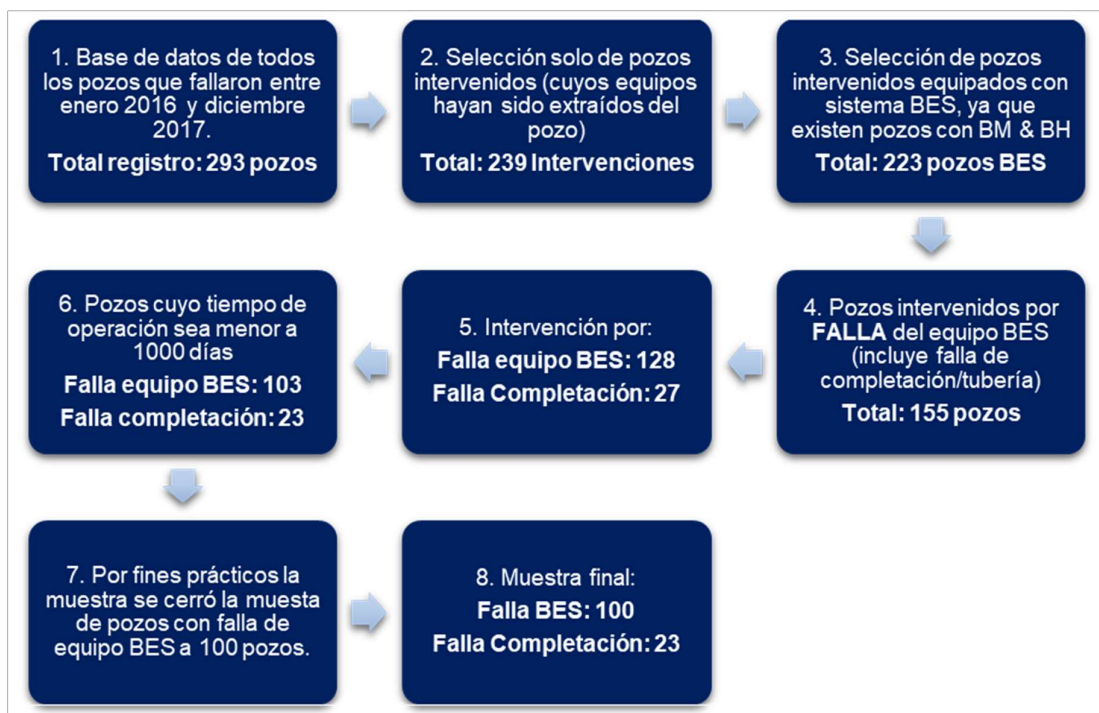 1. Base de datos de todos
los pozos que fallaron entre
enero 2016 y diciembre
2017.
Total registro: 293 pozos
2. Selección solo de pozos
intervenidos (cuyos equipos
hayan sido extraídos del
pozo)
Total: 239 Intervenciones
3. Selección de pozos
intervenidos equipados con
sistema BES, ya que
existen pozos con BM & BH
Total: 223 pozos BES
4. Pozos intervenidos por
FALLA del equipo BES
(incluye falla de
completación/tubería)
Total: 155 pozos
5. Intervención por:
Falla equipo BES: 128
Falla Completación: 27
6. Pozos cuyo tiempo de
operación sea menor a
1000 días
Falla equipo BES: 103
Falla completación: 23
7. Por fines prácticos la
muestra se cerró la muesta
de pozos con falla de
equipo BES a 100 pozos.
8. Muestra final:
Falla BES: 100
Falla Completación: 23